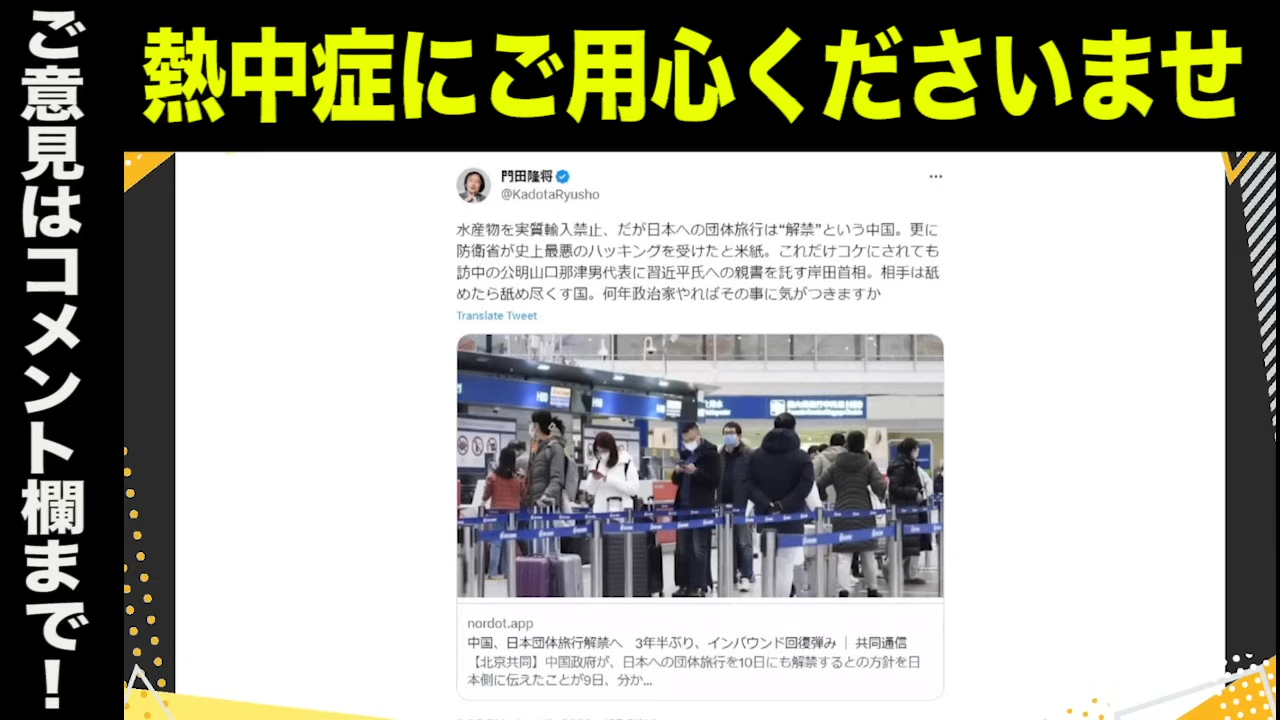 熱中症にご用心くださいませ
ご意見はコメント欄まで！
門田隆将
@KadotaRyusho
水産物を実質輸入禁止、だが日本への団体旅行は“解禁”という中国。更に
防衛省が史上最悪のハッキングを受けたと米紙。これだけコケにされても
訪中の公明山口那津男代表に習近平氏への親書を託す岸田首相。相手は舐
めたら舐め尽くす国。何年政治家やればその事に気がつきますか
Translate Tweet
nordot.app
中国、日本団体旅行解禁へ　3年半ぶり、インバウンド回復弾み｜共同通信
【北京共同】中国政府が、日本への団体旅行を10日にも解禁するとの方針を日
本側に伝えたことが9日、分か...